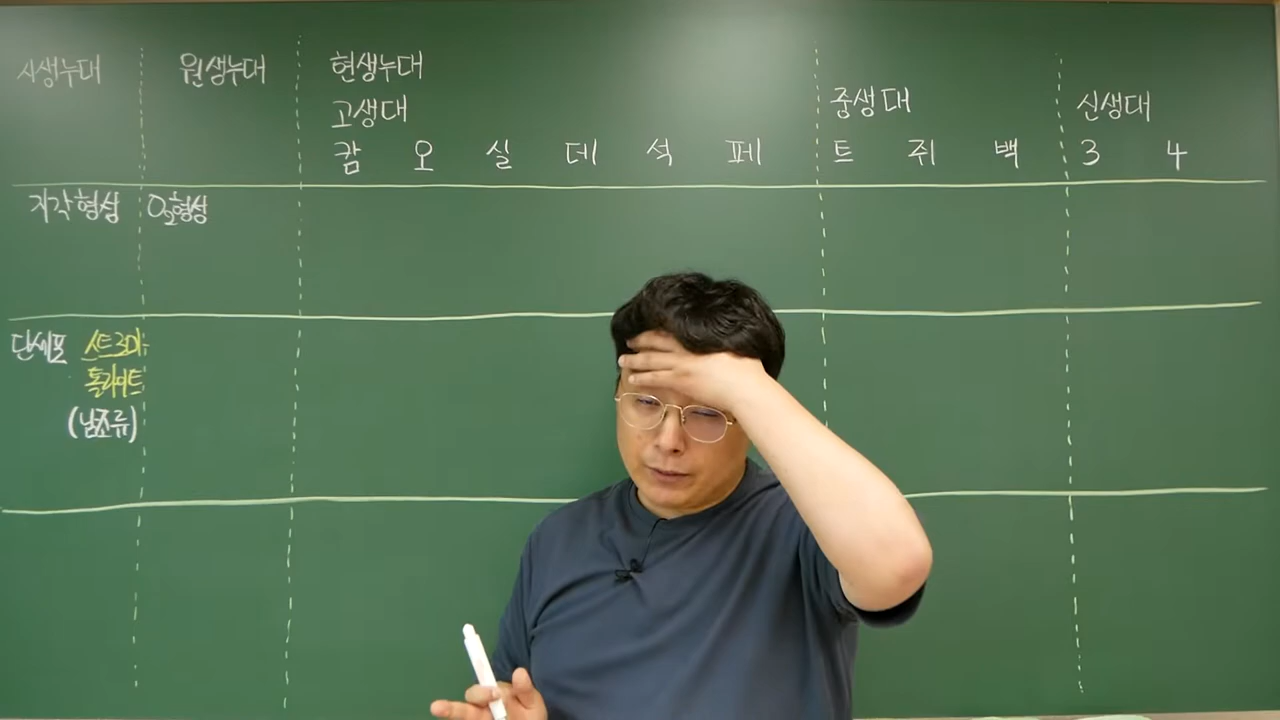 시생누대 원생누대 현생누대
고생대 중생대 신생대
캄 오 실 데 석 페 트 쥐 백 3 4
지각형성 O₂형성
단세포 스트로마
톨라이트
(남조류)